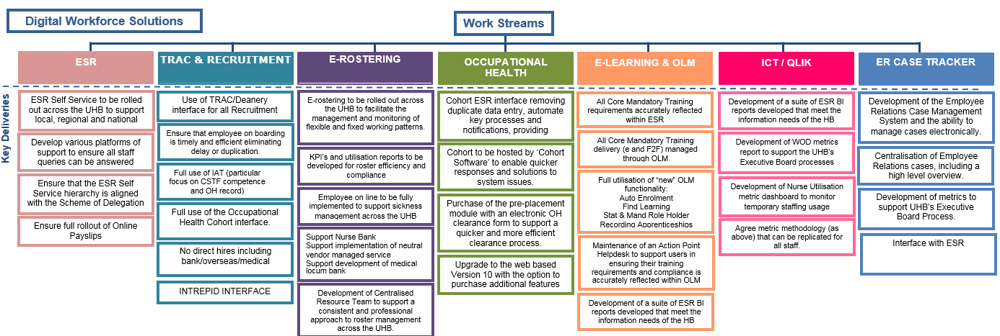 Digital Workforce Solutions
Work Streams
Key Deliveries
ESR
ESR Self Service to be rolled
out across the UHB to support
local, regional and national
Develop various platforms of
support to ensure all staff
queries can be answered
Ensure that the ESR Self
Service hierarchy is aligned
with the Scheme of Delegation
Ensure full rollout of Online
Payslips
TRAC & RECRUITMENT
Use of TRAC/Deanery
interface for all Recruitment
Ensure that employee on boarding
is timely and efficient eliminating
delay or duplication.
Full use of IAT (particular
focus on CSTF competence
and OH record)
Full use of the Occupational
Health Cohort interface.
No direct hires including
bank/overseas/medical
INTREPID INTERFACE
E-ROSTERING
E-rostering to be rolled out across
the UHB to facilitate the
management and monitoring of
flexible and fixed working patterns.
KPI's and utilisation reports to be
developed for roster efficiency and
compliance
Employee on line to be fully
implemented to support sickness
management across the UHB
Support Nurse Bank
Support implementation of neutral
vendor managed service
Support development of medical
locum bank
Development of Centralised
Resource Team to support a
consistent and professional
approach to roster management
across the UHB.
OCCUPATIONAL
HEALTH
Cohort ESR interface removing
duplicate data entry, automate
key processes and
notifications, providing
Cohort to be hosted by ‘Cohort
Software’ to enable quicker
responses and solutions to
system issues.
Purchase of the pre-placement
module with an electronic OH
clearance form to support a
quicker and more efficient
clearance process.
Upgrade to the web based
Version 10 with the option to
purchase additional features
E-LEARNING & OLM
All Core Mandatory Training
requirements accurately reflected
within ESR
All Core Mandatory Training
delivery (e and F2F) managed
through OLM
Full utilisation of “new” OLM
functionality:
Auto Enrolment
Find Learning
Stat & Mand Role Holder
Recording Apprenticeships
Maintenance of an Action Point
Helpdesk to support users in
ensuring their training
requirements and compliance is
accurately reflected within OLM
Development of a suite of ESR BI
reports developed that meet the
information needs of the HB
ICT / QLIK
Development of a suite of ESR BI
reports developed that meet the
information needs of the HB
Development of WOD metrics
report to support the UHB's
Executive Board processes
Development of Nurse Utilisation
metric dashboard to monitor
temporary staffing usage
Agree metric methodology (as
above) that can be replicated for
all staff.
ER CASE TRACKER
Development of the Employee
Relations Case Management
System and the ability to
manage cases electronically.
Centralisation of Employee
Relations cases, including a
high level overview.
Development of metrics to
support UHB's Executive
Board Process.
Interface with ESR